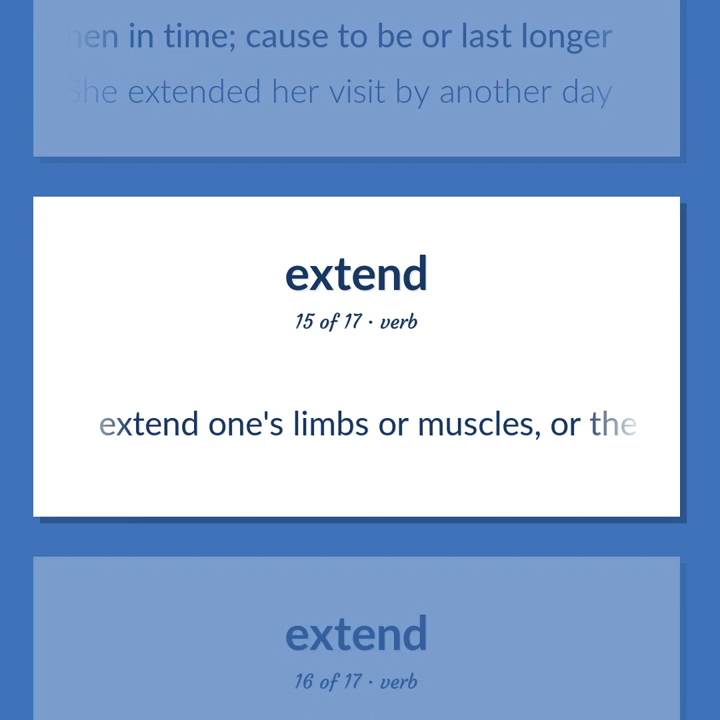 in time; cause to be or last longer
She extended her visit by another day
extend
15 of 17 · verb
extend one's limbs or muscles, or the
extend
16 of 17 · verb